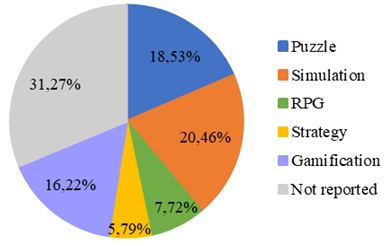 18,53%
20,46%
7,72%
5,79%
16,22%
31,27%
Puzzle
Simulation
RPG
Strategy
Gamification
Not reported